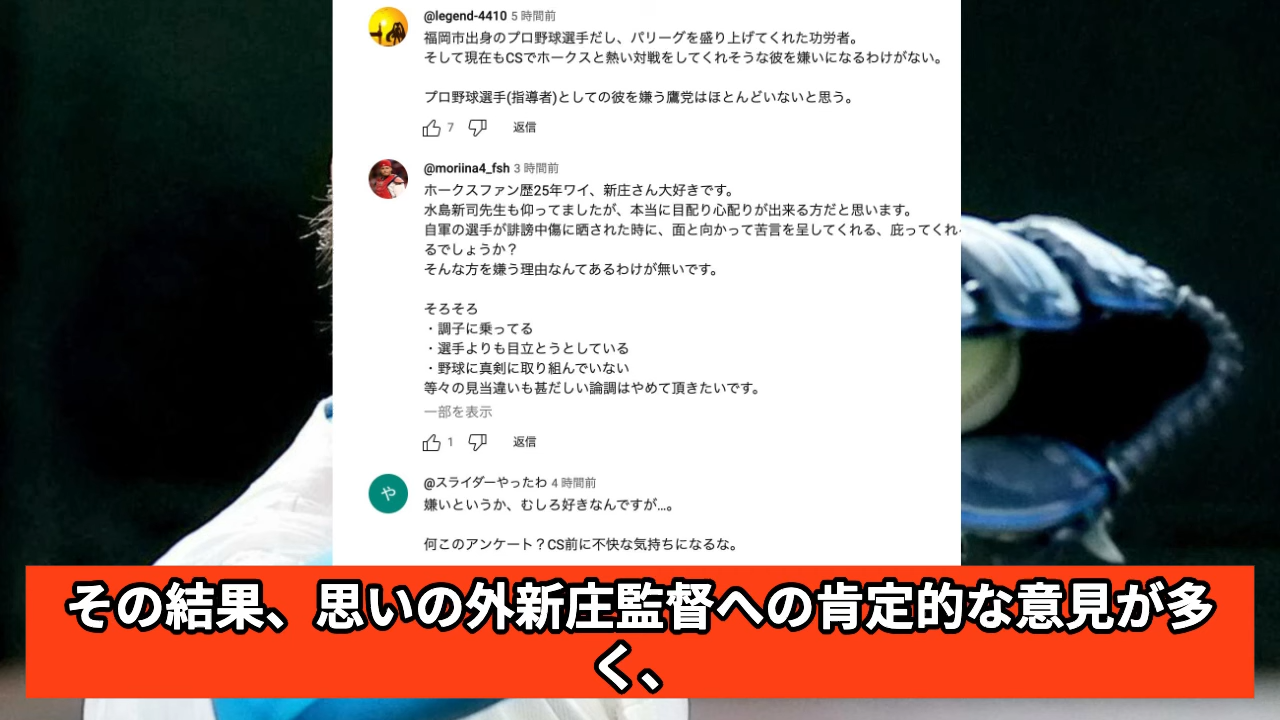 @legend-4410 5 時間前
福岡市出身のプロ野球選手だし、パリーグを盛り上げてくれた功労者。
そして現在もCSでホークスと熱い対戦をしてくれそうな彼を嫌いになるわけがない。
プロ野球選手(指導者)としての彼を嫌う鷹党はほとんどいないと思う。
7 返信
@moriina4_fsh 3 時間前
ホークスファン歴25年ワイ、新庄さん大好きです。
水島新司先生も仰ってましたが、本当に目配り心配りが出来る方だと思います。
自軍の選手が誹謗中傷に晒された時に、面と向かって苦言を呈してくれる、庇ってくれ
るでしょうか？
そんな方を嫌う理由なんてあるわけが無いです。
そろそろ
・調子に乗ってる
・選手よりも目立とうとしている
・野球に真剣に取り組んでいない
等々の見当違いも甚だしい論調はやめて頂きたいです。
一部を表示
1 返信
や
@スライダーやったわ 4 時間前
嫌いというか、むしろ好きなんですが…。
何このアンケート？CS前に不快な気持ちになるな。
その結果、思いの外新庄監督への肯定的な意見が多
く、